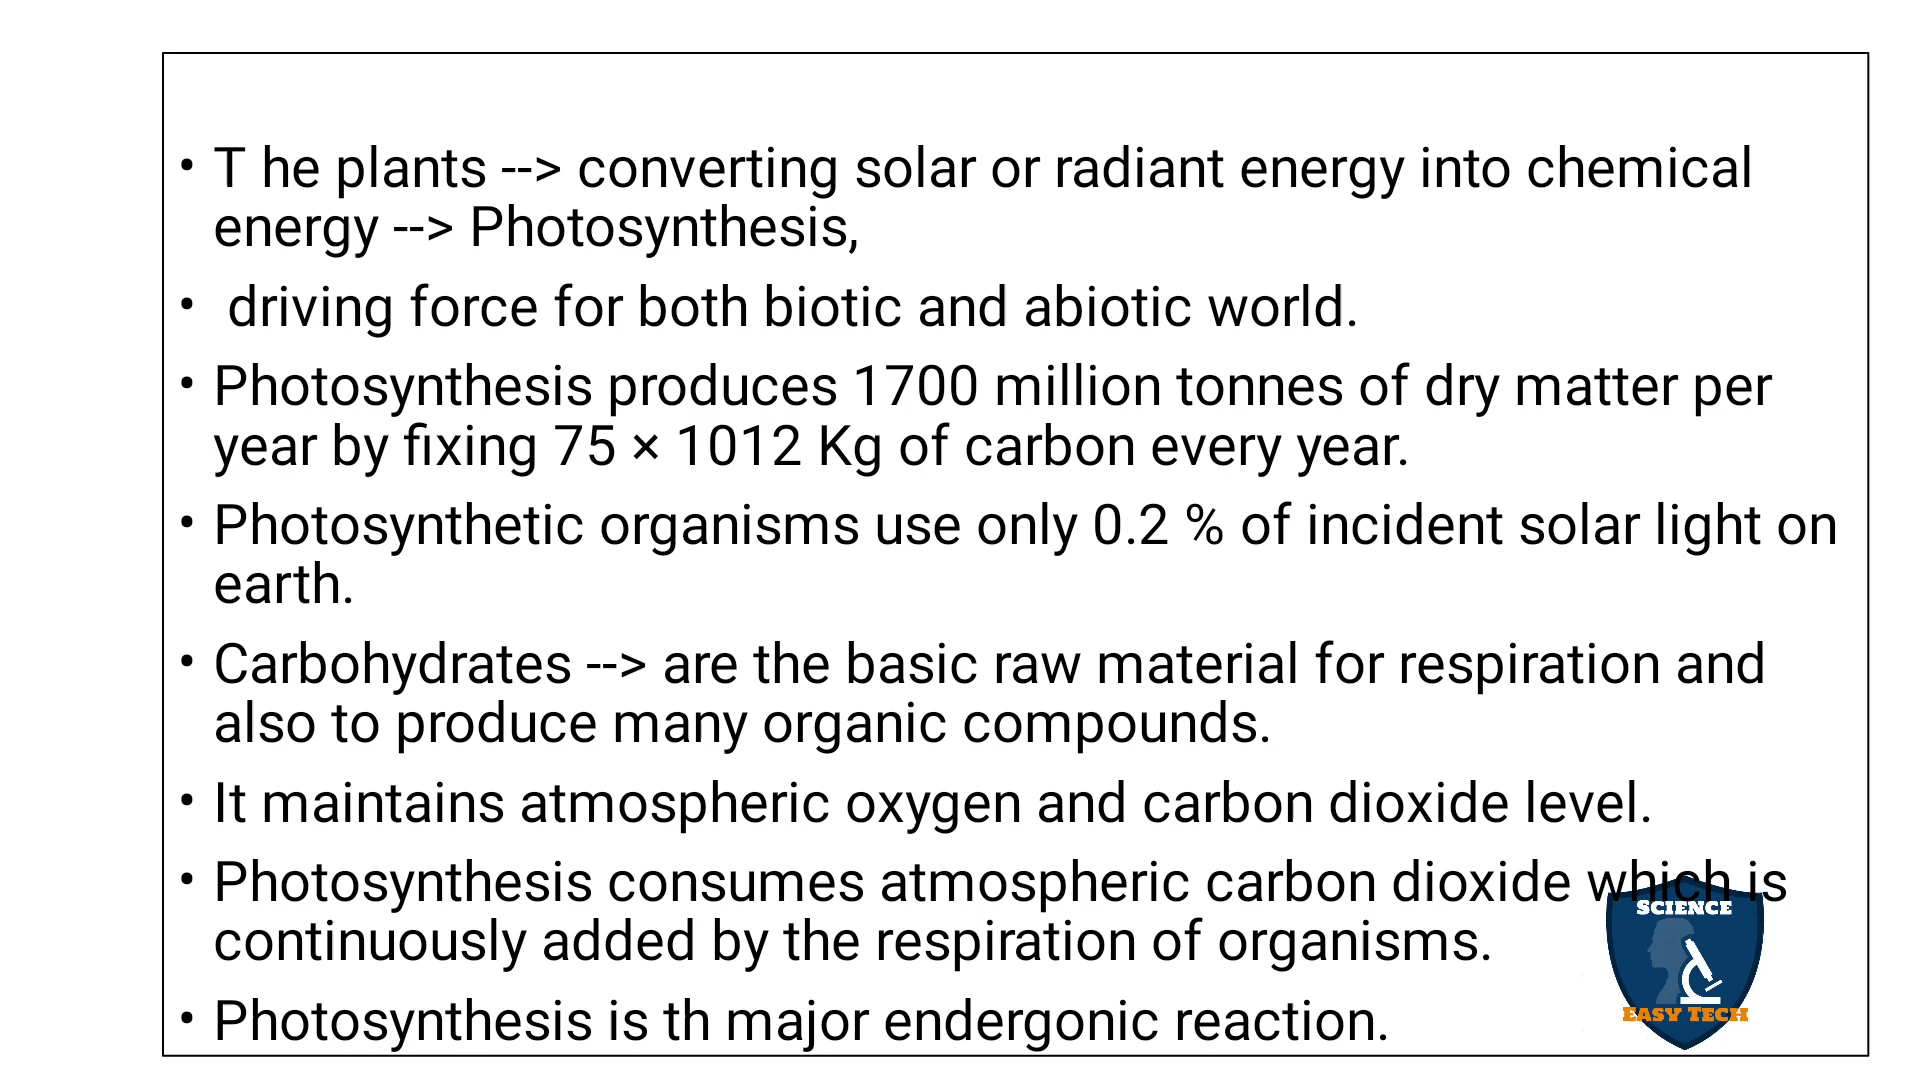 • T he plants --> converting solar or radiant energy into chemical
energy --> Photosynthesis,
• driving force for both biotic and abiotic world.
• Photosynthesis produces 1700 million tonnes of dry matter per
year by fixing 75 × 1012 Kg of carbon every year.
• Photosynthetic organisms use only 0.2 % of incident solar light on
earth.
• Carbohydrates --> are the basic raw material for respiration and
also to produce many organic compounds.
• It maintains atmospheric oxygen and carbon dioxide level.
• Photosynthesis consumes atmospheric carbon dioxide which is
continuously added by the respiration of organisms.
• Photosynthesis is th major endergonic reaction.
SCIENCE
EASY TECH